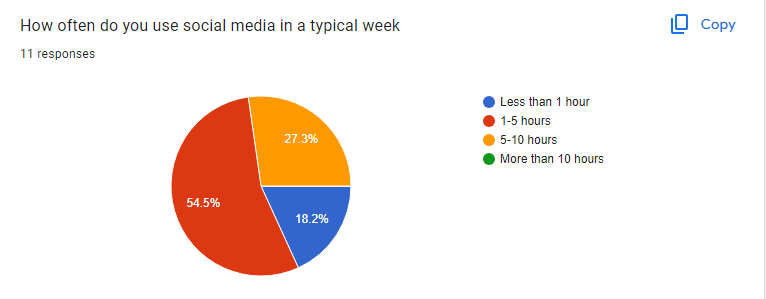 How often do you use social media in a typical week
Copy
11 responses
Less than 1 hour
1-5 hours
5-10 hours
More than 10 hours
27.3%
54.5%
18.2%